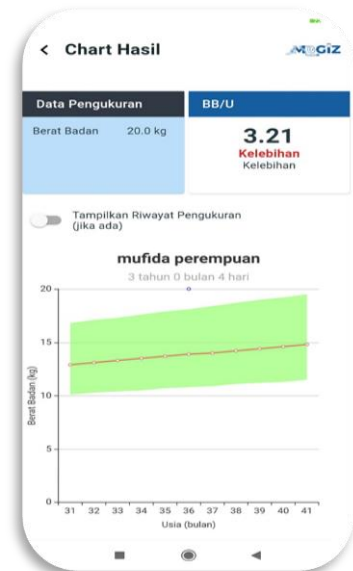 Chart Hasil
MOGIZ
Data Pengukuran
BB/U
Berat Badan 20.0 kg
3.21
Kelebihan
Kelebihan
Tampilkan Riwayat Pengukuran
(jika ada)
mufida perempuan
3 tahun 0 bulan 4 hari
Berat Badan (kg)
20
15
10
5
0
31 32 33 34 35 36 37 38 39 40 41
Usia (bulan)